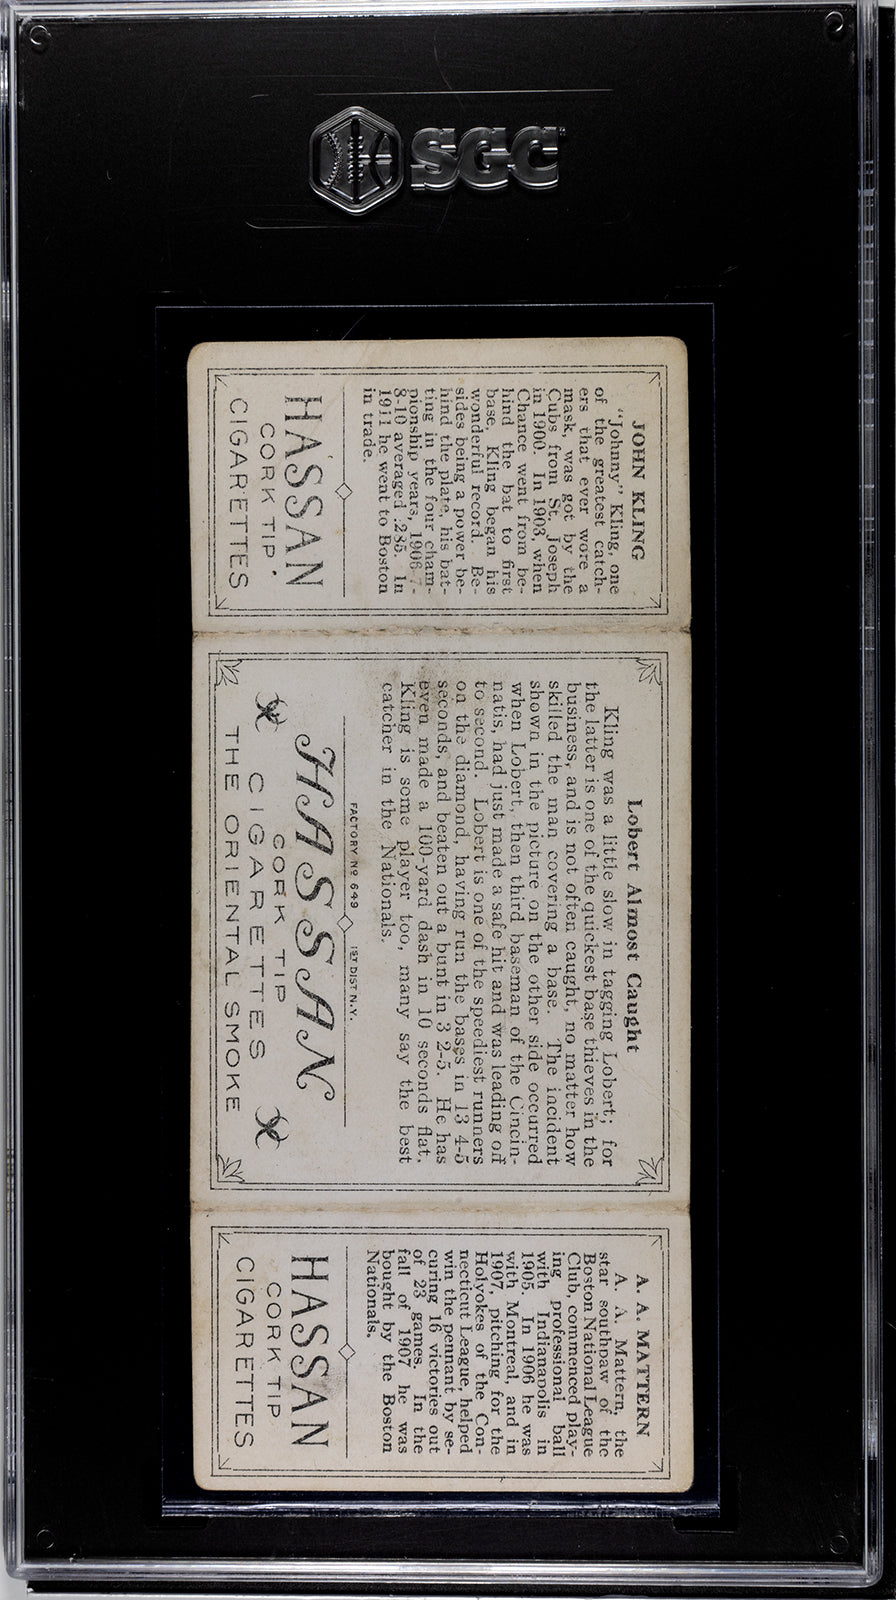 SGC
JOHN KLING
"Johnny" Kling, one
of the greatest catch-
ers that ever wore a
mask, was got by the
Cubs from St. Joseph
in 1900. In 1903, when
Chance went from be-
hind the bat to first
base, Kling began his
wonderful record. Be-
sides being a power be-
hind the plate, his bat-
ting in the four cham-
pionship years, 1906-7-
8-10 averaged .285. In
1911 he went to Boston
in trade.
HASSAN
CORK TIP
CIGARETTES
Lobert Almost Caught
Kling was a little slow in tagging Lobert; for
the latter is one of the quickest base thieves in the
business, and is not often caught, no matter how
skilled the man covering a base. The incident
shown in the picture on the other side occurred
when Lobert, then third baseman of the Cincin-
natis, had just made a safe hit and was leading off
to second. Lobert is one of the speediest runners
on the diamond, having run the bases in 13 4-5
seconds, and beaten out a bunt in 3 2-5. He has
even made a 100-yard dash in 10 seconds flat.
Kling is some player too, many say the best
catcher in the Nationals.
FACTORY Nº 649 1ST DIST N.Y.
HASSAN
CORK TIP
CIGARETTES
THE ORIENTAL SMOKE
A. A. MATTERN
A. A. Mattern, the
star southpaw of the
Boston National League
Club, commenced play-
ing professional ball
with Indianapolis in
1905. In 1906 he was
with Montreal, and in
1907, pitching for the
Holyokes of the Con-
necticut League, helped
win the pennant by se-
curing 16 victories out
of 23 games. In the
fall of 1907 he was
bought by the Boston
Nationals.
HASSAN
CORK TIP
CIGARETTES